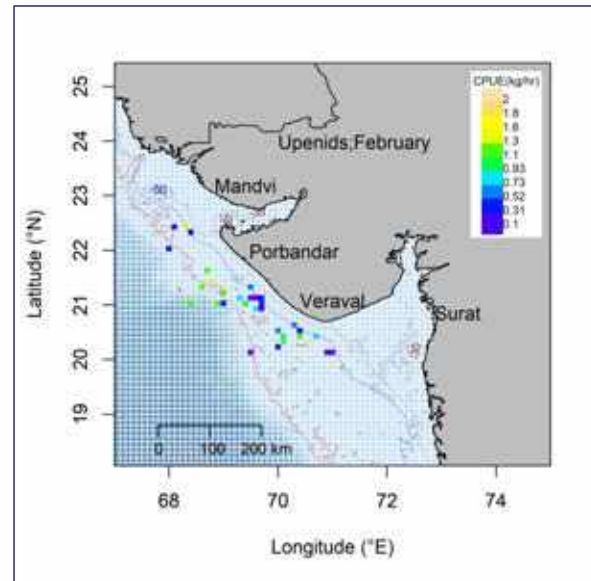 CPUE(kg/hr)
2
1.8
1.6
1.3
1.1
0.93
0.73
0.52
0.31
0.1
Upenids,February
Mandvi
Porbandar
Veraval
Surat
-50
25
24
23
22
21
20
19
Latitude (°N)
0 100 200 km
68 70 72 74
Longitude (°E)